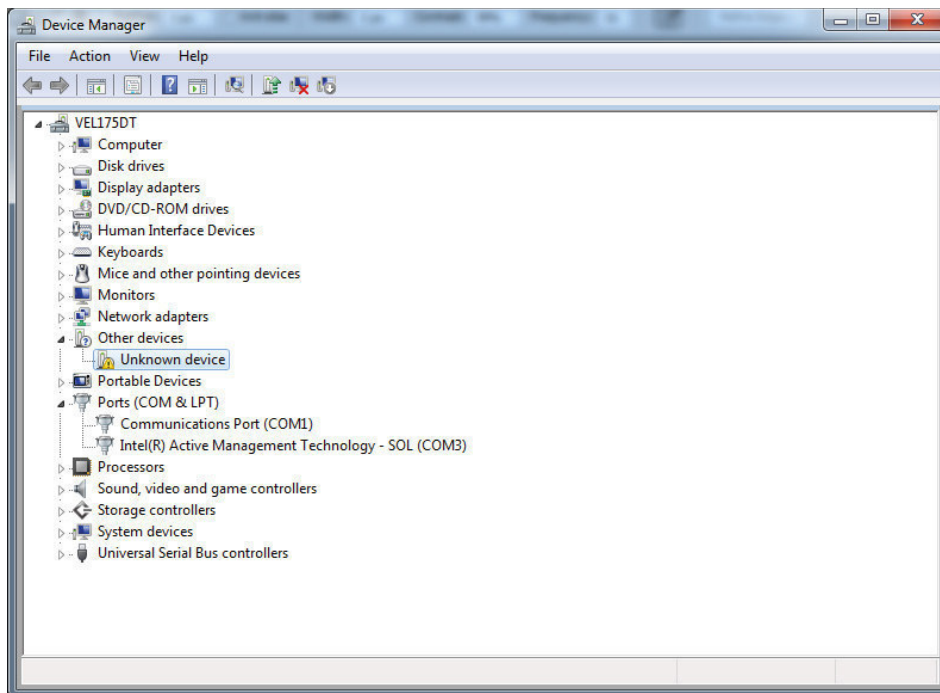 Device Manager
File Action View Help
VEL175DT
Computer
Disk drives
Display adapters
DVD/CD-ROM drives
Human Interface Devices
Keyboards
Mice and other pointing devices
Monitors
Network adapters
Other devices
Unknown device
Portable Devices
Ports (COM & LPT)
Communications Port (COM1)
Intel(R) Active Management Technology - SOL (COM3)
Processors
Sound, video and game controllers
Storage controllers
System devices
Universal Serial Bus controllers